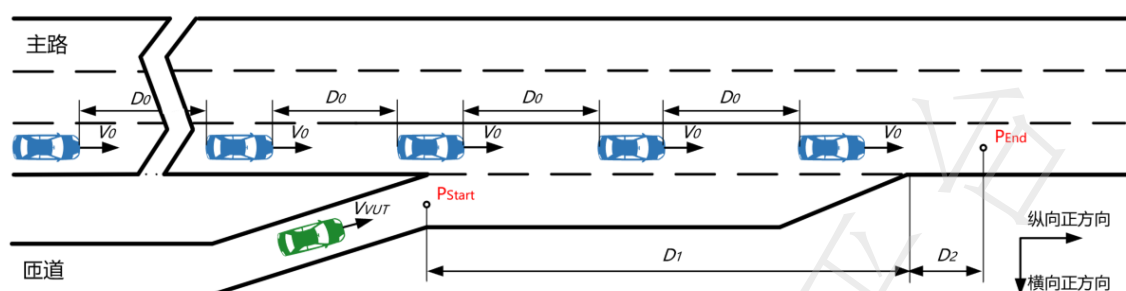 主路
D0 D0 D0 D0
V0 V0 V0 V0 V0
PEnd
PStart
VVUT
纵向正方向
D1 D2
匝道
横向正方向